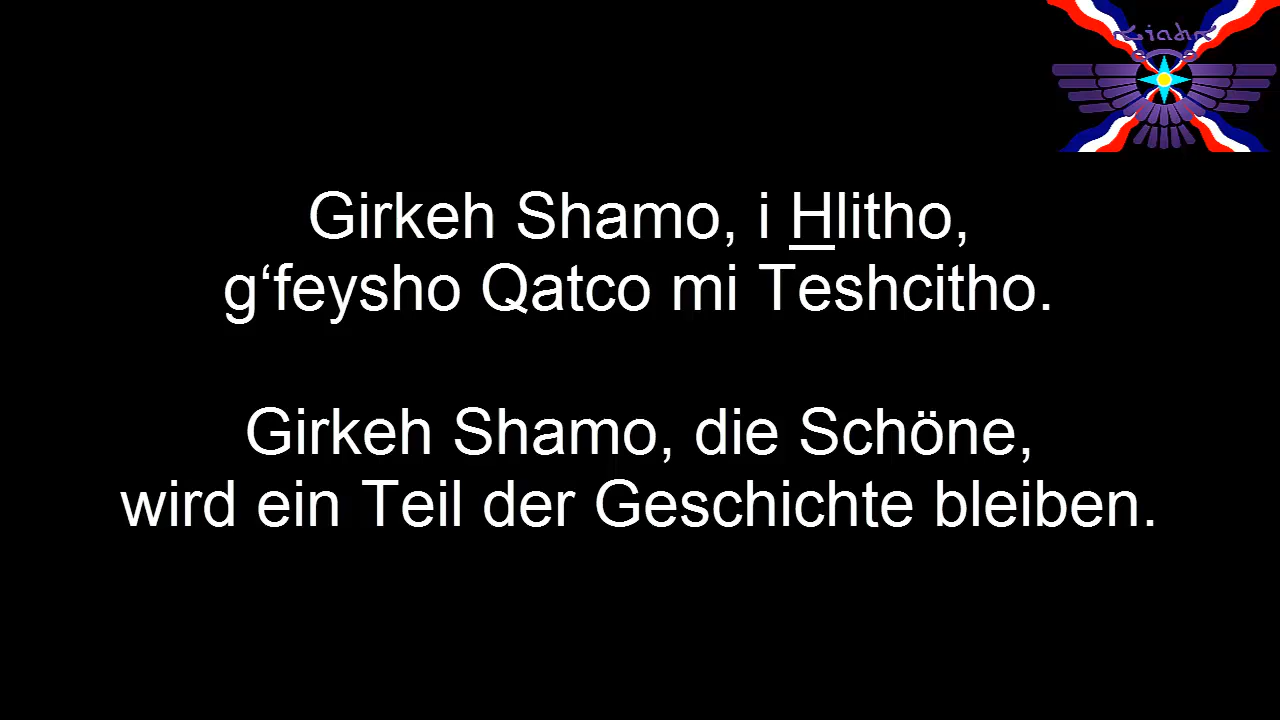 Girkeh Shamo, i Hlitho,
g‘feysho Qatco mi Teshcitho.
Girkeh Shamo, die Schöne,
wird ein Teil der Geschichte bleiben.